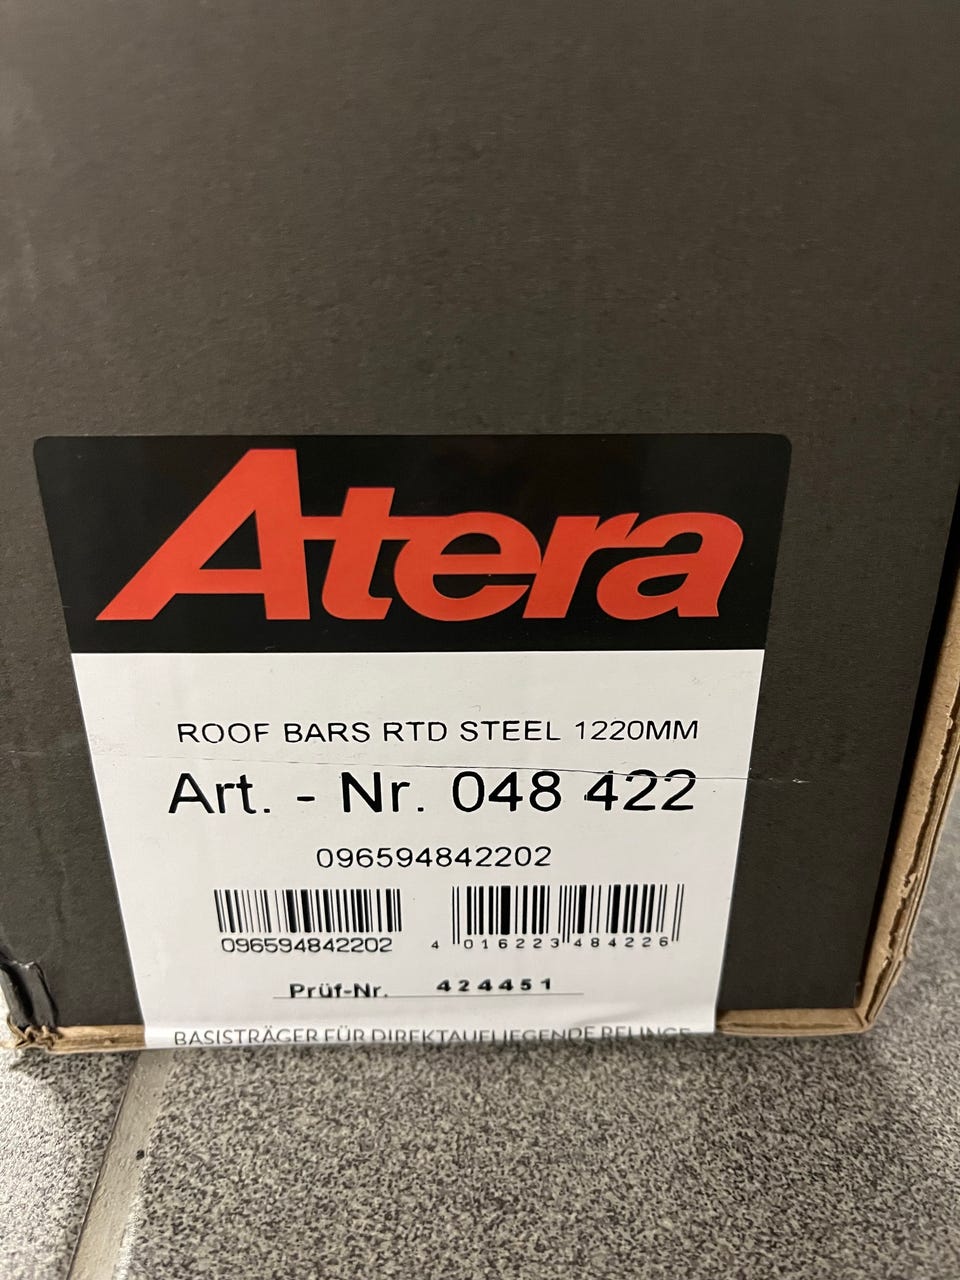 Atera
ROOF BARS RTD STEEL 1220MM
Art. - Nr. 048 422
096594842202
096594842202
4 016223 484226
Prüf-Nr. 424451
BASISTRÄGER FÜR DIREKTAUFLIEGENDE RELINGE